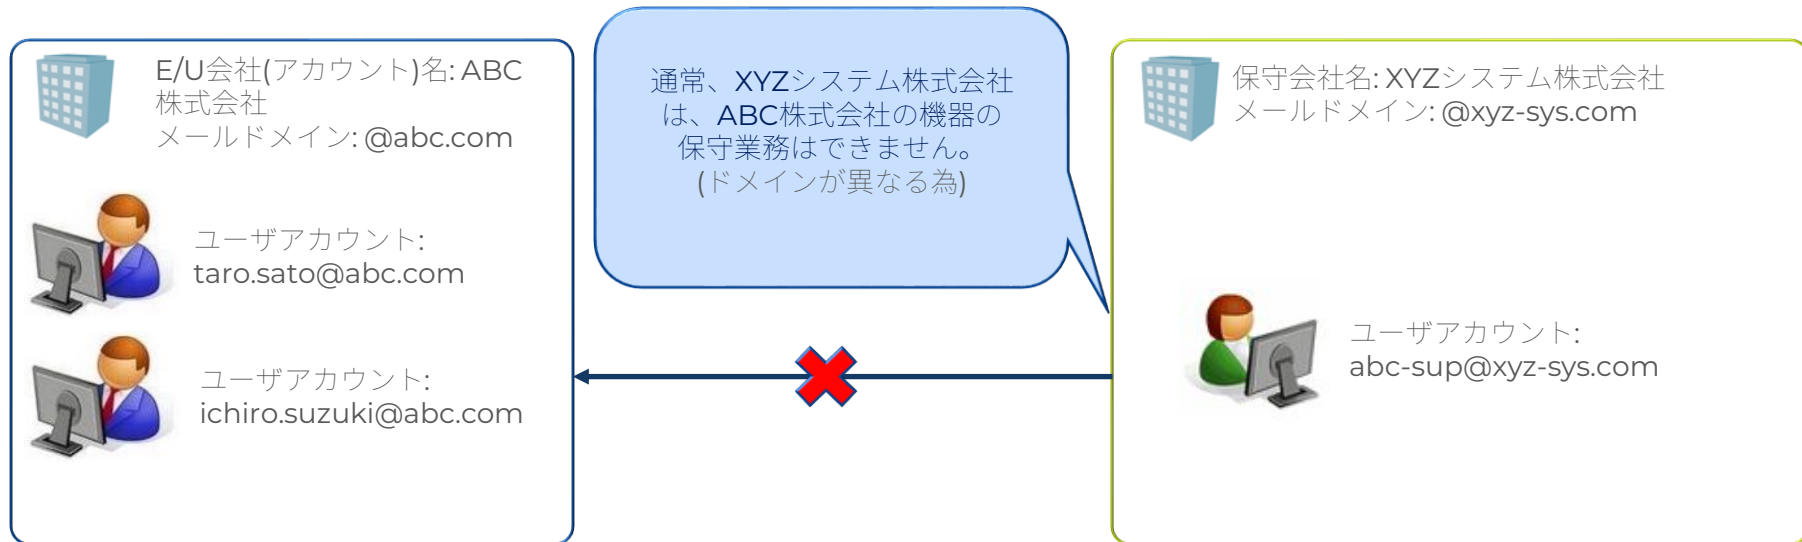 E/U会社(アカウント)名: ABC
株式会社
メールドメイン: @abc.com
ユーザアカウント:
taro.sato@abc.com
ユーザアカウント:
ichiro.suzuki@abc.com
通常、XYZシステム株式会社
は、ABC株式会社の機器の
保守業務はできません。
(ドメインが異なる為)
保守会社名: XYZシステム株式会社
メールドメイン: @xyz-sys.com
ユーザアカウント:
abc-sup@xyz-sys.com